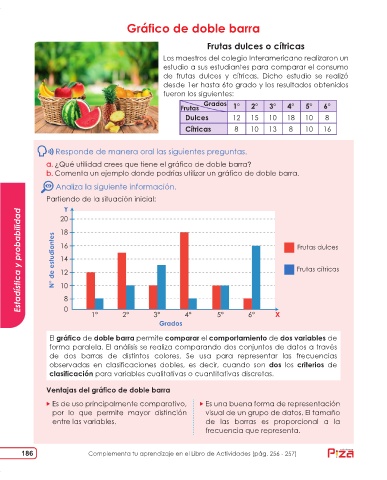 Gráfico de doble barra
Frutas dulces o cítricas
Los maestros del colegio Interamericano realizaron un
estudio a sus estudiantes para comparar el consumo
de frutas dulces y cítricas. Dicho estudio se realizó
desde 1ero hasta 6to grado y los resultados obtenidos
fueron los siguientes:
Grados 1° 2° 3° 4° 5° 6°
Frutas
Dulces 12 15 10 18 10 8
Cítricas 8 10 13 8 10 16
Responde de manera oral las siguientes preguntas.
a. ¿Qué utilidad crees que tiene el gráfico de doble barra?
b. Comenta un ejemplo donde podrías utilizar un gráfico de doble barra.
Analiza la siguiente información.
Partiendo de la situación inicial:
Y
20
18
16
14
12
10
8
0
N° de estudiantes
1° 2° 3° 4° 5° 6° X
Grados
Frutas dulces
Frutas cítricas
Estadística y probabilidad
El gráfico de doble barra permite comparar el comportamiento de dos variables de
forma paralela. El análisis se realiza comparando dos conjuntos de datos a través
de dos barras de distintos colores. Se usa para representar las frecuencias
observadas en clasificaciones dobles, es decir, cuando son dos los criterios de
clasificación para variables cualitativas o cuantitativas discretas.
Ventajas del gráfico de doble barra
Es de uso principalmente comparativo,
por lo que permite mayor distinción
entre las variables.
Es una buena forma de representación
visual de un grupo de datos. El tamaño
de las barras es proporcional a la
frecuencia que representa.
186 Complementa tu aprendizaje en el Libro de Actividades [pág. 256 - 257]